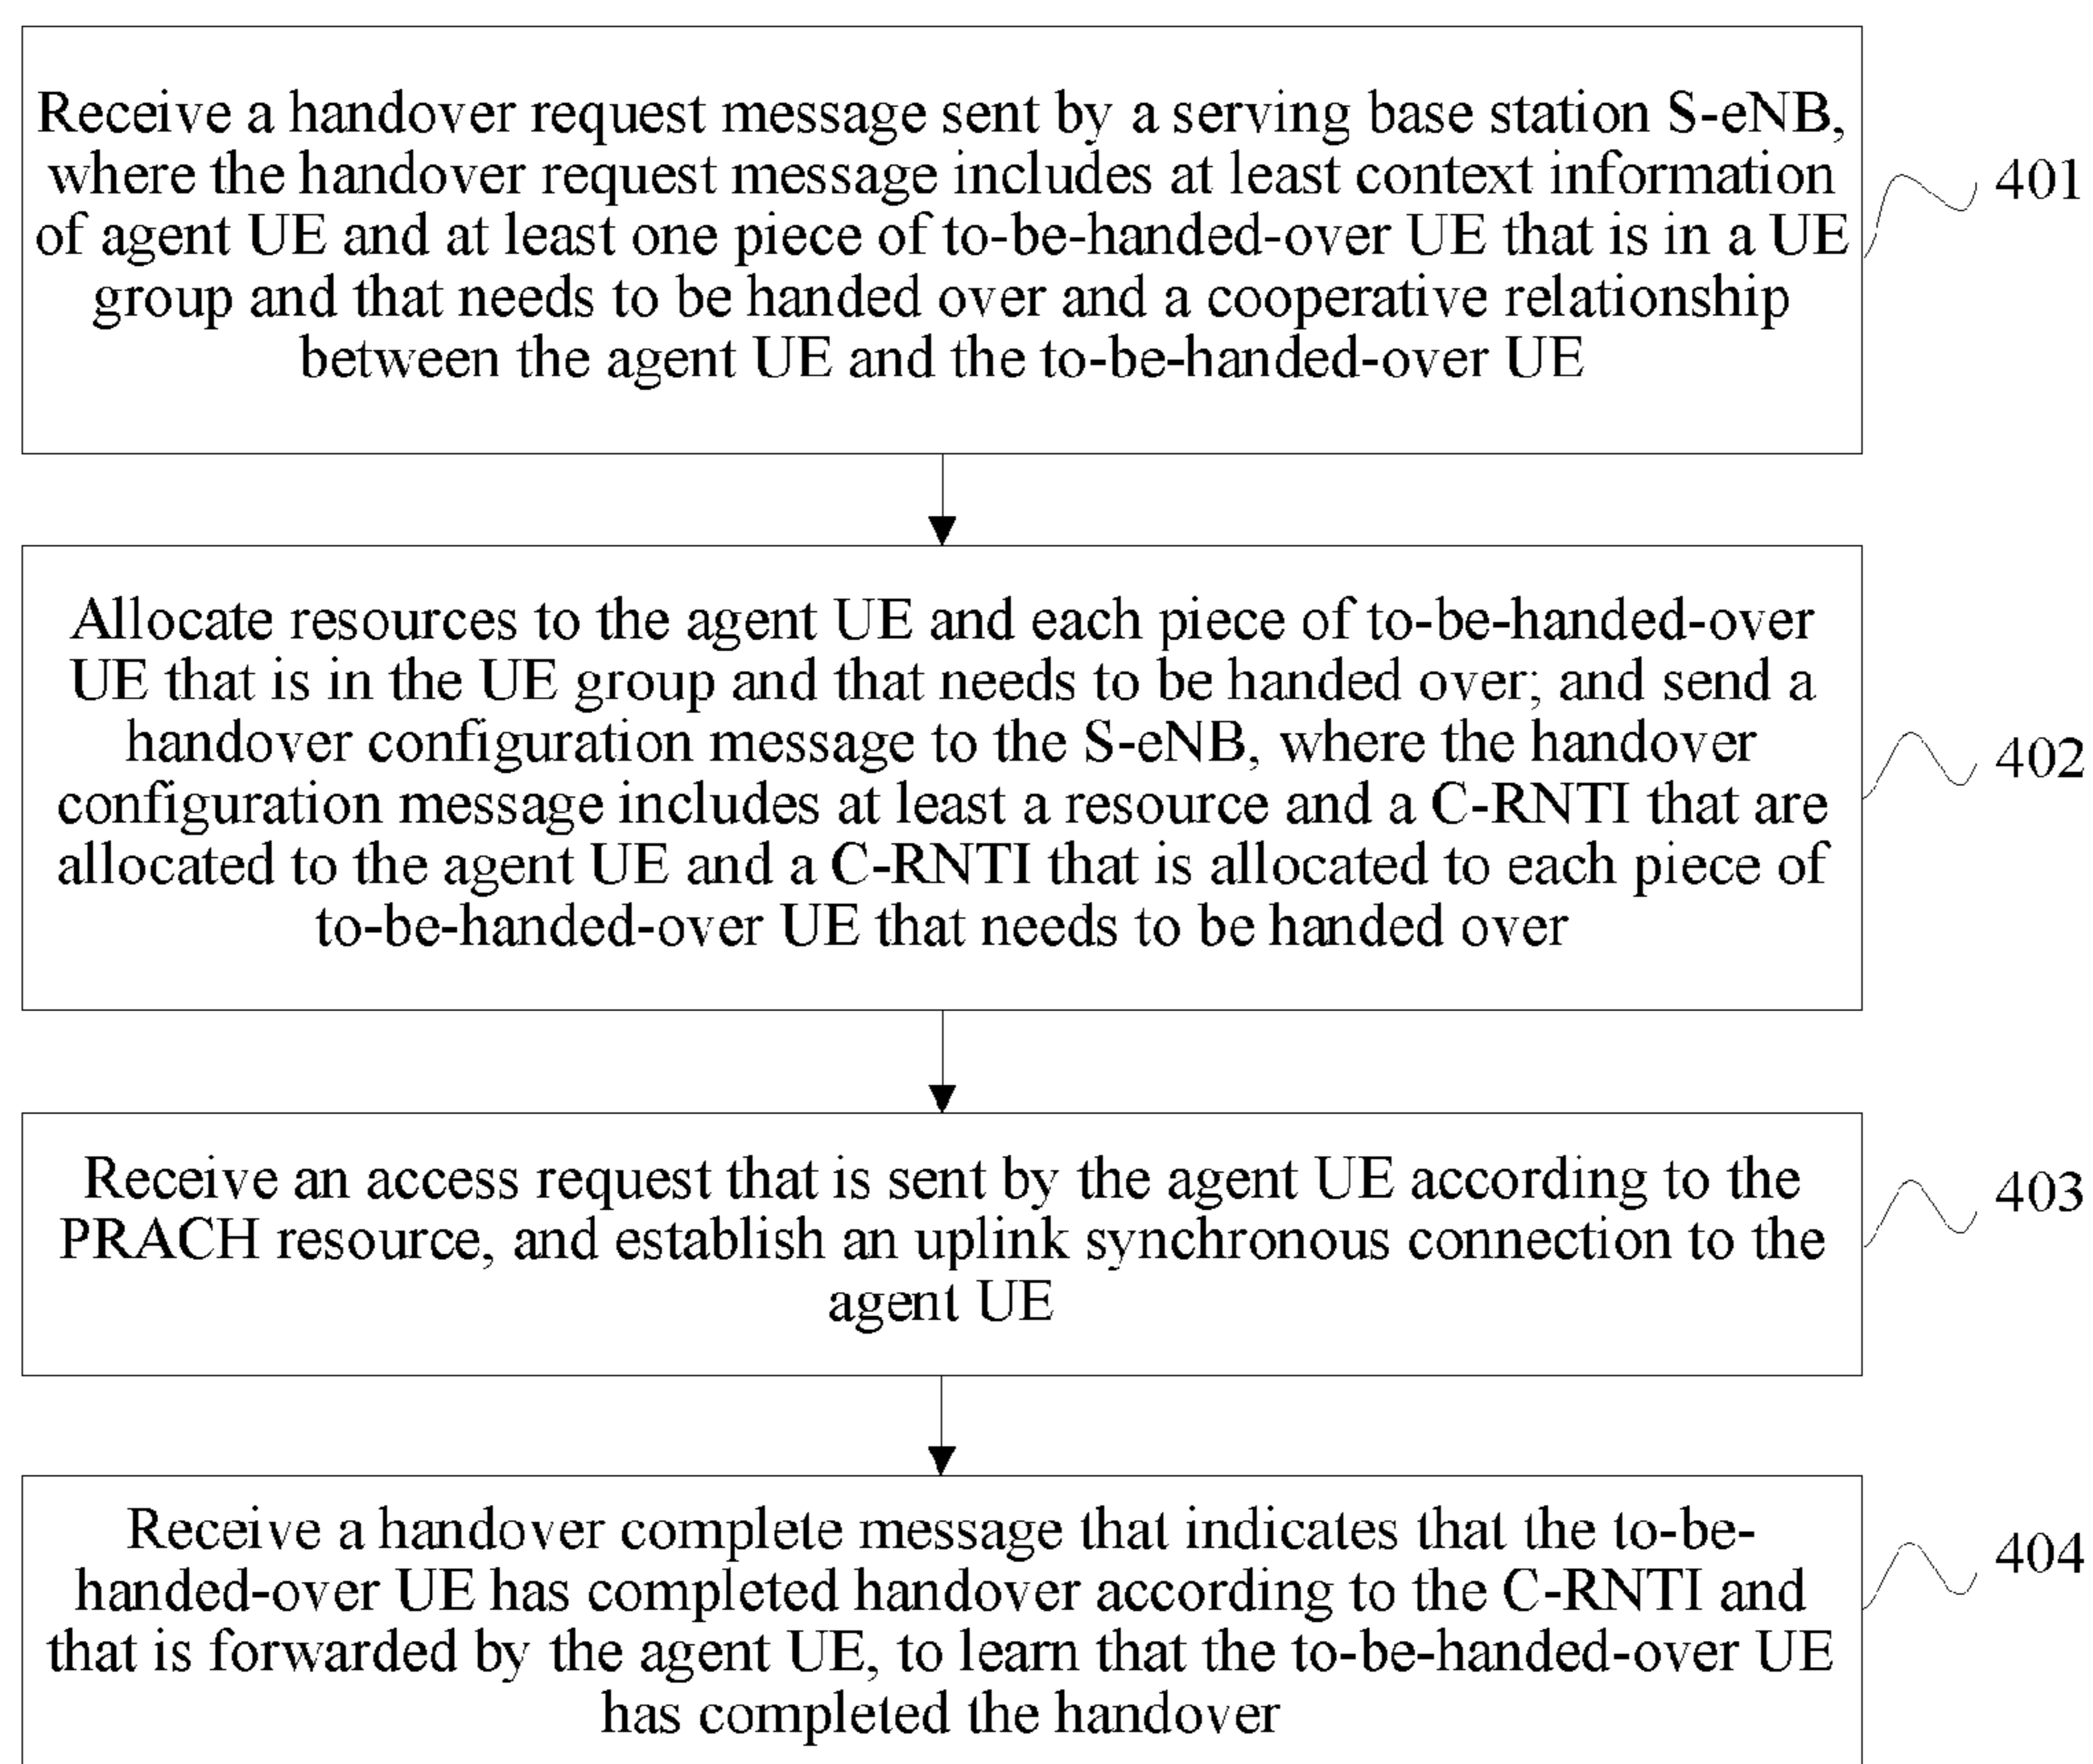 Receive a handover request message sent by a serving base station S-eNB,
where the handover request message includes at least context information
of agent UE and at least one piece of to-be-handed-over UE that is in a UE
group and that needs to be handed over and a cooperative relationship
between the agent UE and the to-be-handed-over UE
401
Allocate resources to the agent UE and each piece of to-be-handed-over
UE that is in the UE group and that needs to be handed over; and send a
handover configuration message to the S-eNB, where the handover
configuration message includes at least a resource and a C-RNTI that are
allocated to the agent UE and a C-RNTI that is allocated to each piece of
to-be-handed-over UE that needs to be handed over
402
Receive an access request that is sent by the agent UE according to the
PRACH resource, and establish an uplink synchronous connection to the
agent UE
403
Receive a handover complete message that indicates that the to-be-
handed-over UE has completed handover according to the C-RNTI and
that is forwarded by the agent UE, to learn that the to-be-handed-over UE
has completed the handover
404